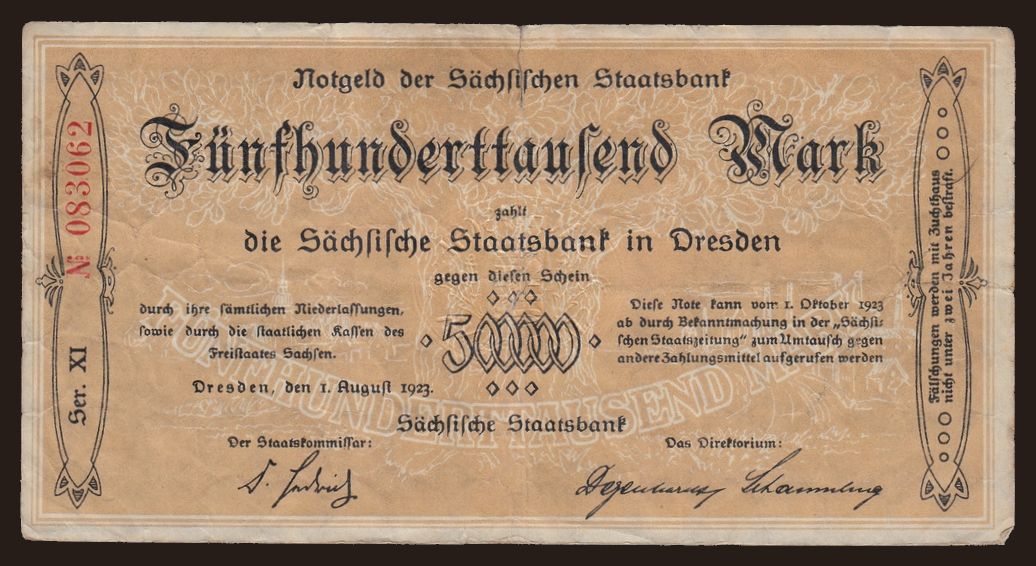 Notgeld der Sächsischen Staatsbank
Fünfhunderttausend Mark
zahlt
die Sächsische Staatsbank in Dresden
gegen diesen Schein
durch ihre sämtlichen Niederlassungen,
sowie durch die staatlichen Kassen des
Freistaates Sachsen.
Dresden, den 1. August 1923.
500000
Diese Note kann vom 1. Oktober 1923
ab durch Bekanntmachung in der „Sächsi-
schen Staatszeitung" zum Umtausch gegen
andere Zahlungsmittel aufgerufen werden
FÜNFHUNDERTTAUSEND MARK
Sächsische Staatsbank
Der Staatskommissar:
Das Direktorium:
Degenhardt
№ 083062
Ser. XI
Fälschungen werden mit Zuchthaus
nicht unter zwei Jahren bestraft.